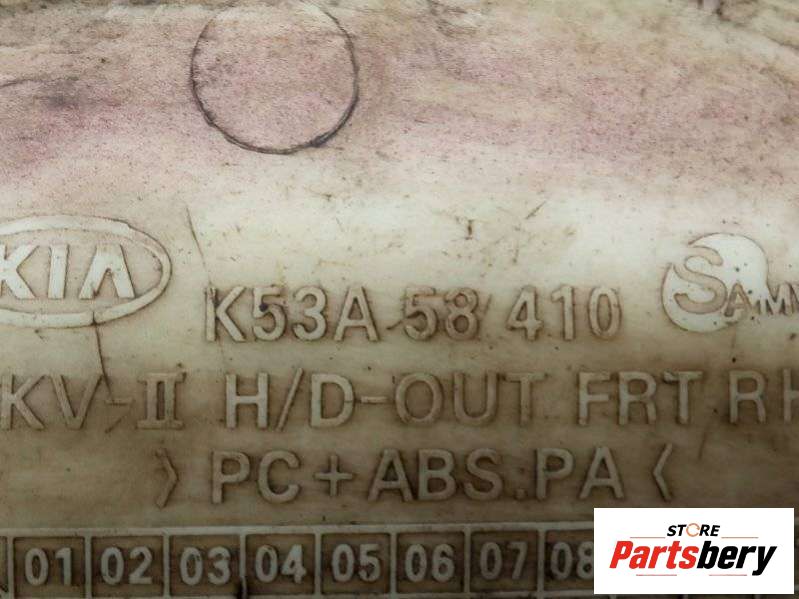 KIA
K53A 58 410
KV-II H/D-OUT FRT RH
>PC+ABS.PA<
01 02 03 04 05 06 07 08
STORE
Partsbery